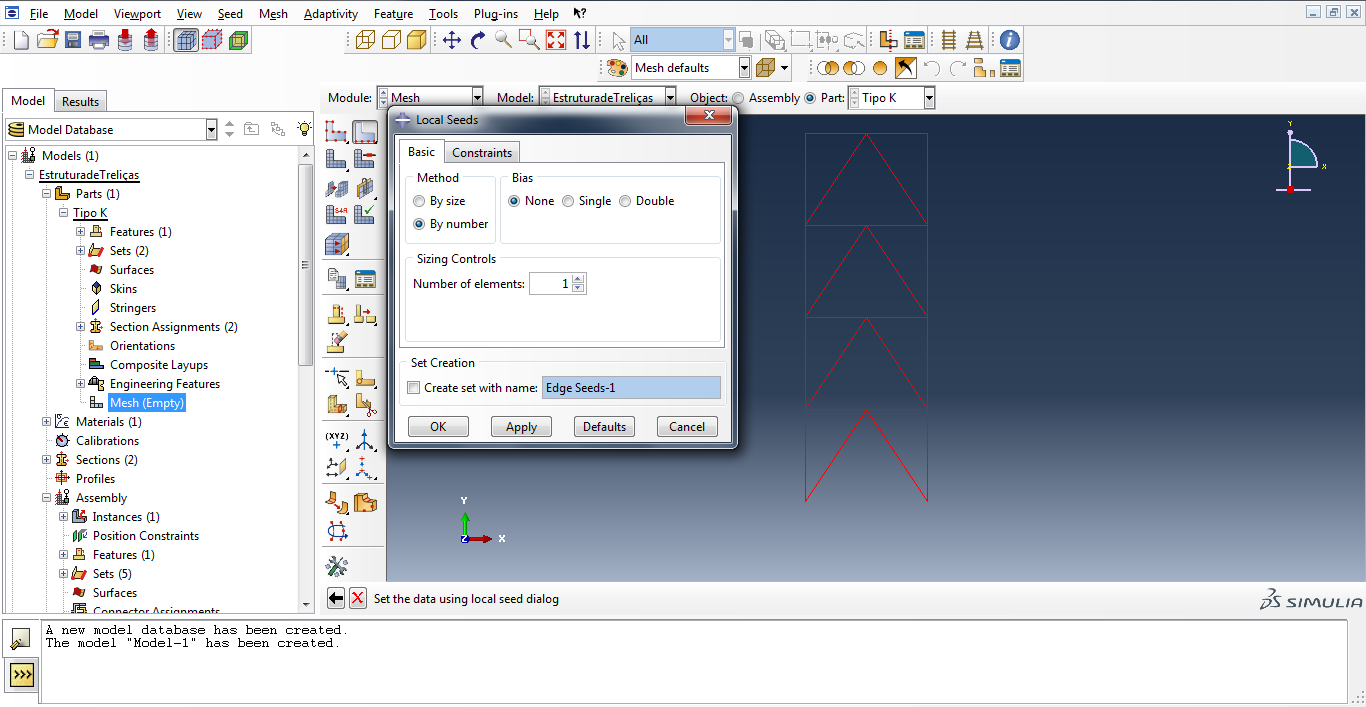 File Model Viewport View Seed Mesh Adaptivity Feature Tools Plug-ins Help
All
Mesh defaults
Model Results
Module: Mesh Model: EstruturadeTreliças Object: Assembly Part: Tipo K
Model Database
Models (1)
EstruturadeTreliças
Parts (1)
Tipo K
Features (1)
Sets (2)
Surfaces
Skins
Stringers
Section Assignments (2)
Orientations
Composite Layups
Engineering Features
Mesh (Empty)
Materials (1)
Calibrations
Sections (2)
Profiles
Assembly
Instances (1)
Position Constraints
Features (1)
Sets (5)
Surfaces
Connector Assignments
S4R
(XYZ)
Local Seeds
Basic Constraints
Method
By size
By number
Bias
None Single Double
Sizing Controls
Number of elements: 1
Set Creation
Create set with name: Edge Seeds-1
OK Apply Defaults Cancel
Y
X
Z
Y
X
Z
Set the data using local seed dialog
SIMULIA
A new model database has been created.
The model "Model-1" has been created.
>>>